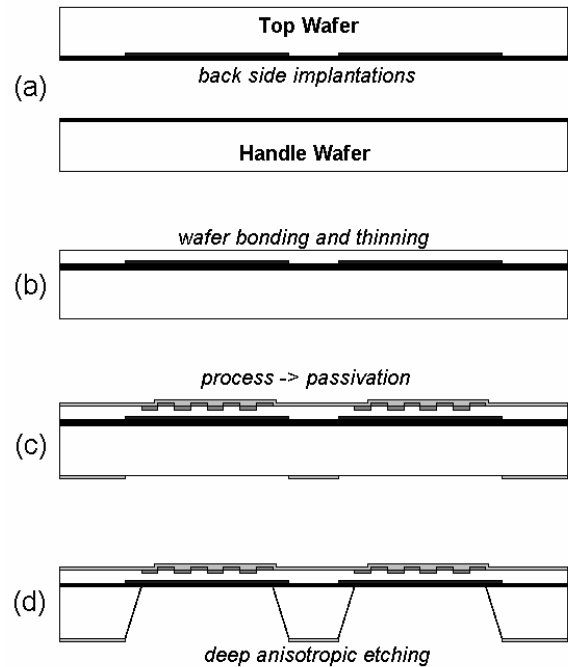 Top Wafer
back side implantations
(a)
Handle Wafer
wafer bonding and thinning
(b)
process -> passivation
(c)
(d)
deep anisotropic etching